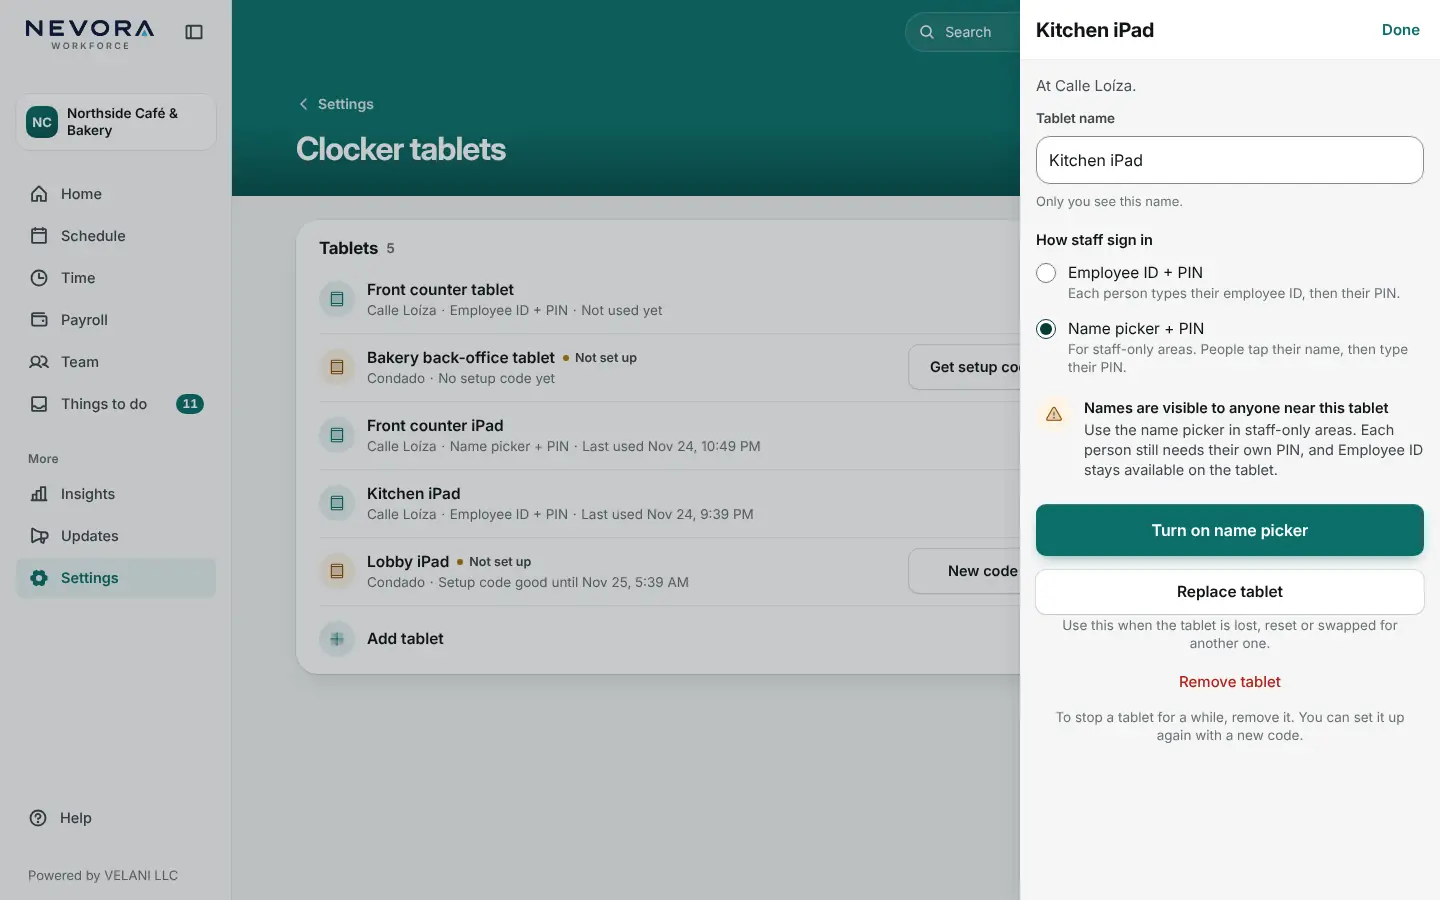 NEVORA
WORKFORCE
NC
Northside Café &
Bakery
Home
Schedule
Time
Payroll
Team
Things to do 11
More
Insights
Updates
Settings
Help
Powered by VELANI LLC
Search
Settings
Clocker tablets
Tablets 5
Front counter tablet
Calle Loíza · Employee ID + PIN · Not used yet
Bakery back-office tablet Not set up
Condado · No setup code yet
Get setup co
Front counter iPad
Calle Loíza · Name picker + PIN · Last used Nov 24, 10:49 PM
Kitchen iPad
Calle Loíza · Employee ID + PIN · Last used Nov 24, 9:39 PM
Lobby iPad Not set up
Condado · Setup code good until Nov 25, 5:39 AM
New code
Add tablet
Kitchen iPad
Done
At Calle Loíza.
Tablet name
Kitchen iPad
Only you see this name.
How staff sign in
Employee ID + PIN
Each person types their employee ID, then their PIN.
Name picker + PIN
For staff-only areas. People tap their name, then type
their PIN.
Names are visible to anyone near this tablet
Use the name picker in staff-only areas. Each
person still needs their own PIN, and Employee ID
stays available on the tablet.
Turn on name picker
Replace tablet
Use this when the tablet is lost, reset or swapped for
another one.
Remove tablet
To stop a tablet for a while, remove it. You can set it up
again with a new code.